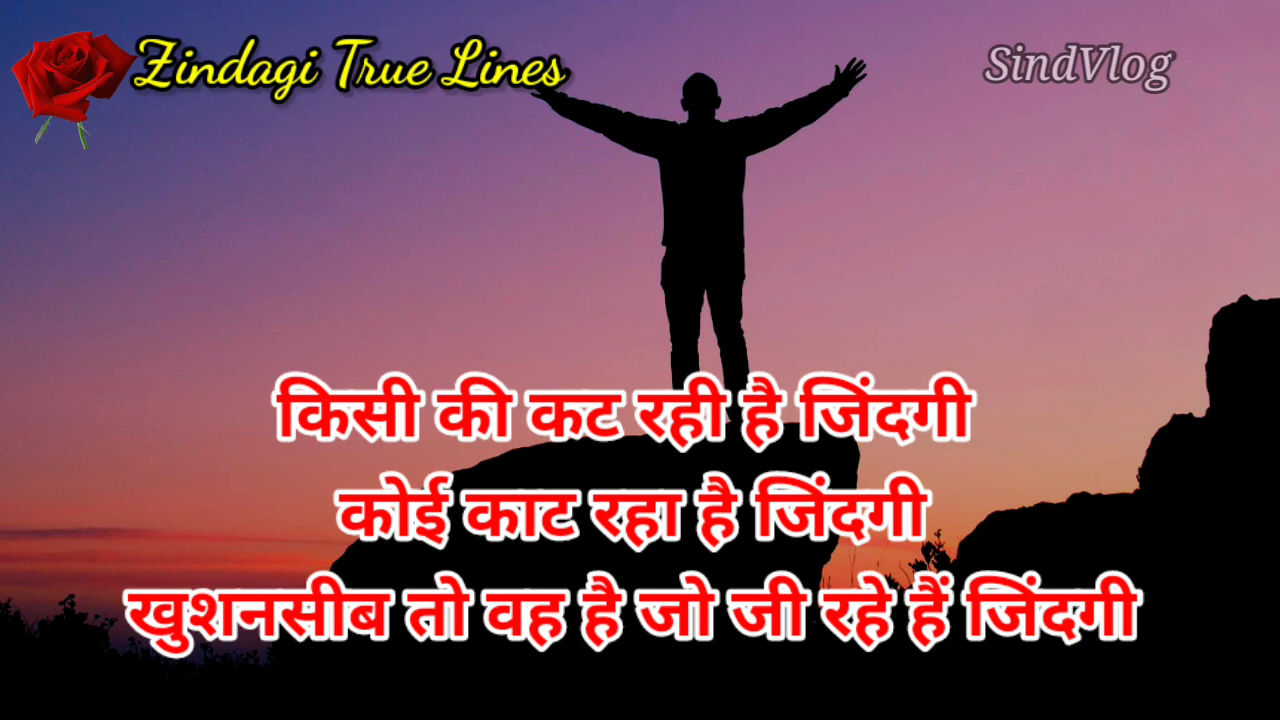 Zindagi True Lines
SindVlog
किसी की कट रही है जिंदगी
कोई काट रहा है जिंदगी
खुशनसीब तो वह है जो जी रहे हैं जिंदगी